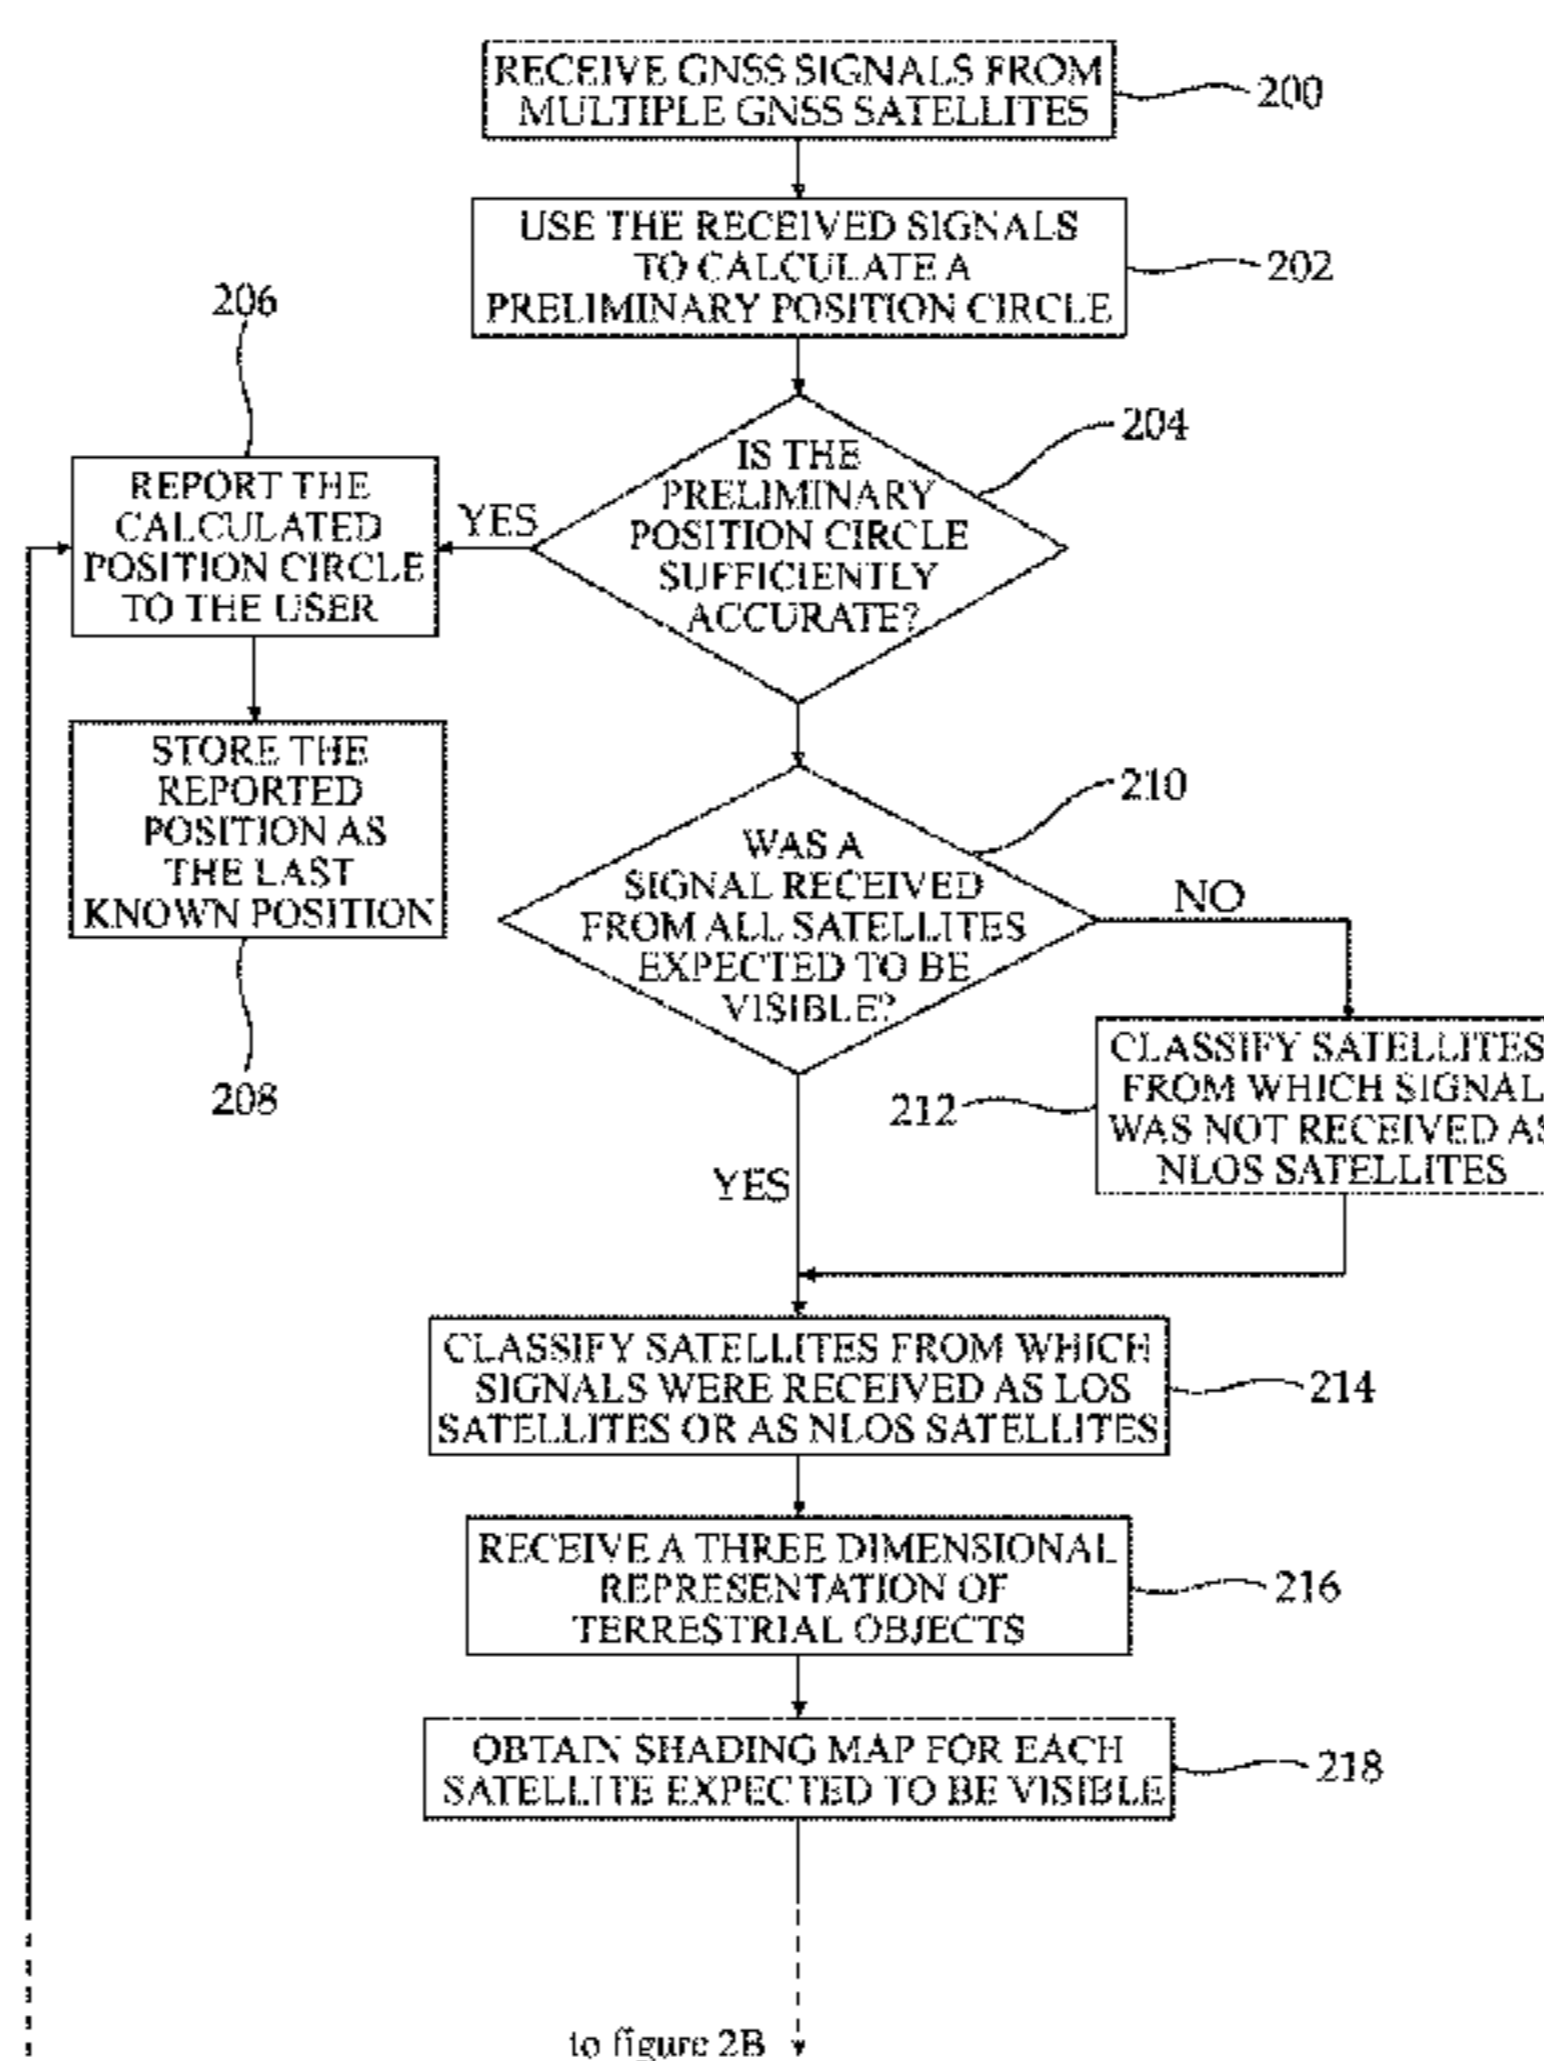 RECEIVE GNSS SIGNALS FROM
MULTIPLE GNSS SATELLITES
200
USE THE RECEIVED SIGNALS
TO CALCULATE A
PRELIMINARY POSITION CIRCLE
202
206
204
IS THE
PRELIMINARY
POSITION CIRCLE
SUFFICIENTLY
ACCURATE?
YES
REPORT THE
CALCULATED
POSITION CIRCLE
TO THE USER
STORE THE
REPORTED
POSITION AS
THE LAST
KNOWN POSITION
208
210
WAS A
SIGNAL RECEIVED
FROM ALL SATELLITES
EXPECTED TO BE
VISIBLE?
NO
CLASSIFY SATELLITES
FROM WHICH SIGNAL
WAS NOT RECEIVED AS
NLOS SATELLITES
212
YES
CLASSIFY SATELLITES FROM WHICH
SIGNALS WERE RECEIVED AS LOS
SATELLITES OR AS NLOS SATELLITES
214
RECEIVE A THREE DIMENSIONAL
REPRESENTATION OF
TERRESTRIAL OBJECTS
216
OBTAIN SHADING MAP FOR EACH
SATELLITE EXPECTED TO BE VISIBLE
218
to figure 2B